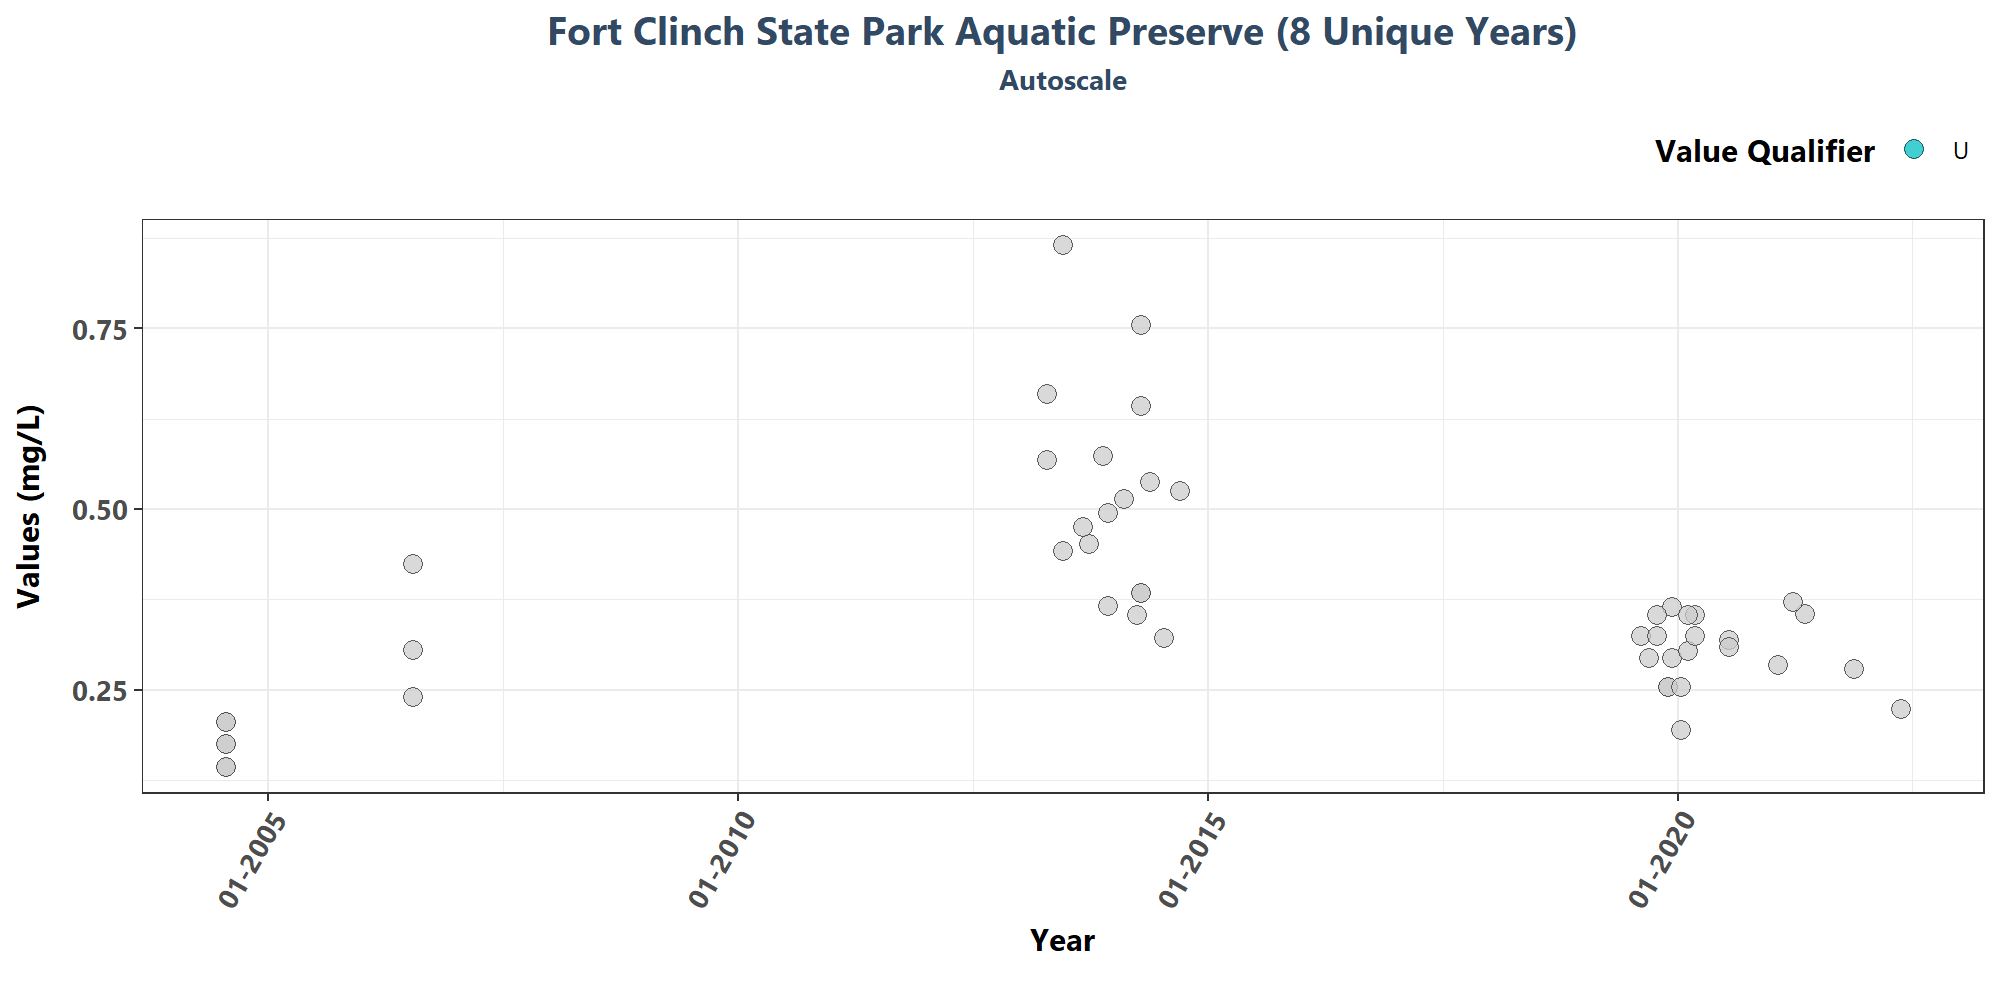 Fort Clinch State Park Aquatic Preserve (8 Unique Years)
Autoscale
Value Qualifier U
0.75
0.50
0.25
Values (mg/L)
01-2005
01-2010
01-2015
01-2020
Year